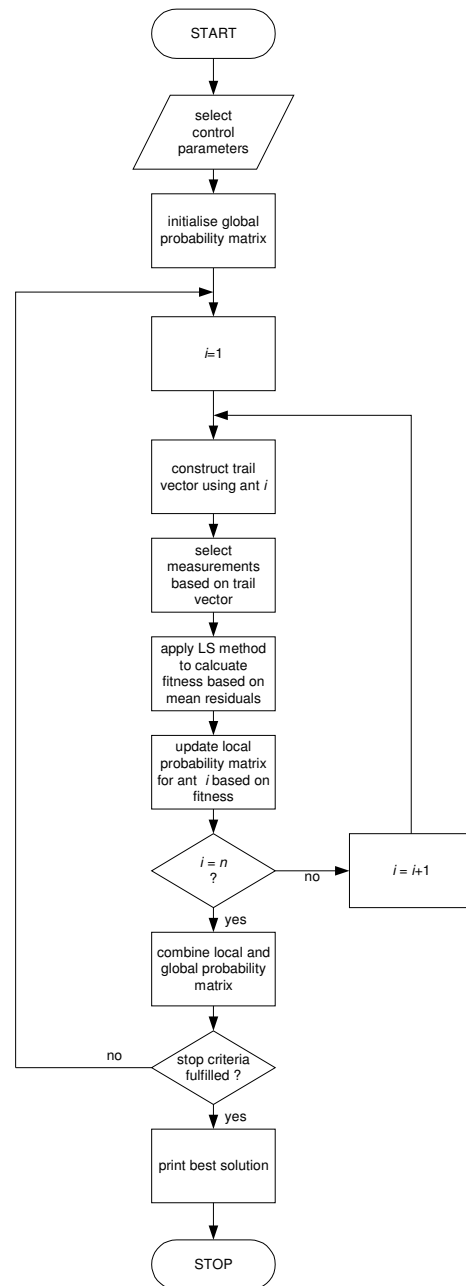 START
select
control
parameters
initialise global
probability matrix
i=1
construct trail
vector using ant i
select
measurements
based on trail
vector
apply LS method
to calcuate
fitness based on
mean residuals
update local
probability matrix
for ant i based on
fitness
i = n
?
no
i = i+1
yes
combine local and
global probability
matrix
no
stop criteria
fulfilled ?
yes
print best solution
STOP